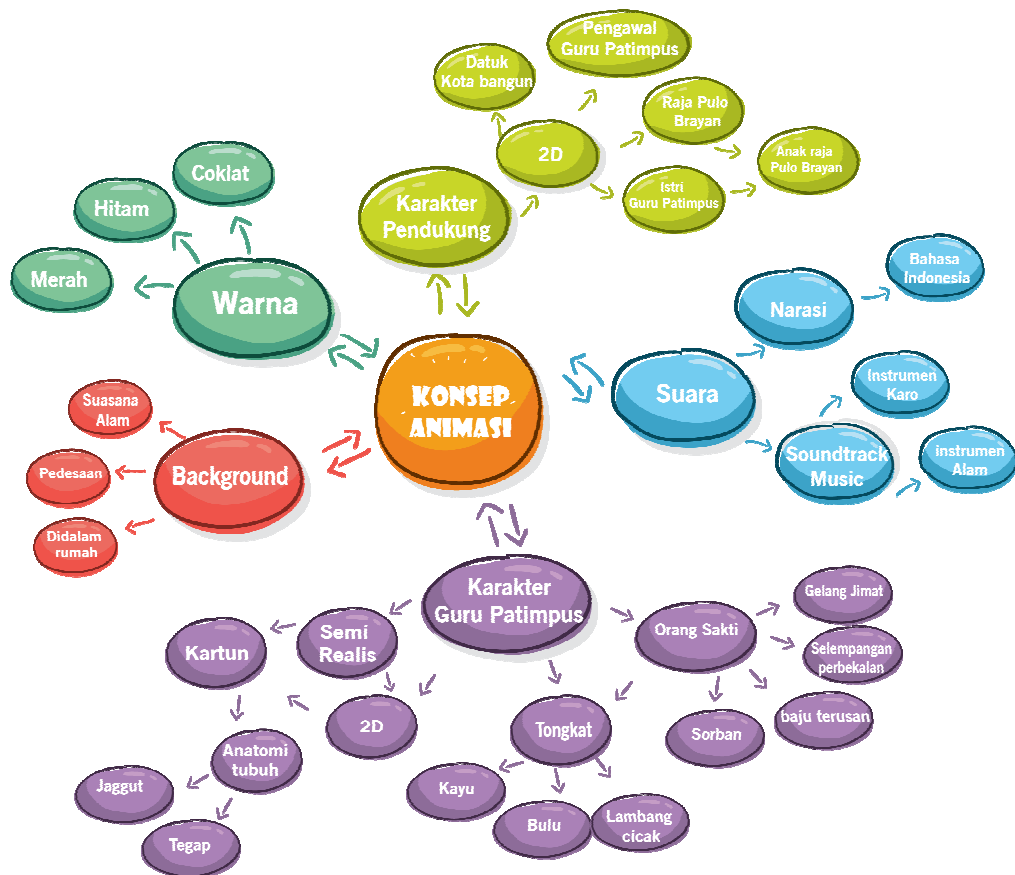 Pengawal
Guru Patimpus
Datuk
Kota bangun
Raja Pulo
Brayan
2D
Anak raja
Pulo Brayan
Istri
Guru Patimpus
Karakter
Pendukung
Coklat
Hitam
Merah
Warna
Bahasa
Indonesia
Narasi
Suara
Instrumen
Karo
Soundtrack
Music
instrumen
Alam
KONSEP
ANIMASI
Suasana
Alam
Pedesaan
Didalam
rumah
Background
Karakter
Guru Patimpus
Semi
Realis
Kartun
2D
Anatomi
tubuh
Jaggut
Tegap
Tongkat
Kayu
Bulu
Lambang
cicak
Orang Sakti
Gelang Jimat
Selempangan
perbekalan
baju terusan
Sorban